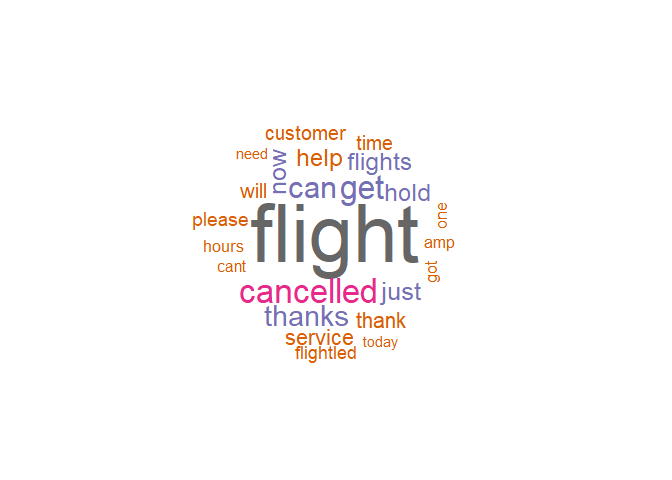 customer
time
need
now
help
flights
will
can
get
hold
please
one
flight
hours
amp
cant
got
cancelled
just
thanks
thank
service
today
flightled